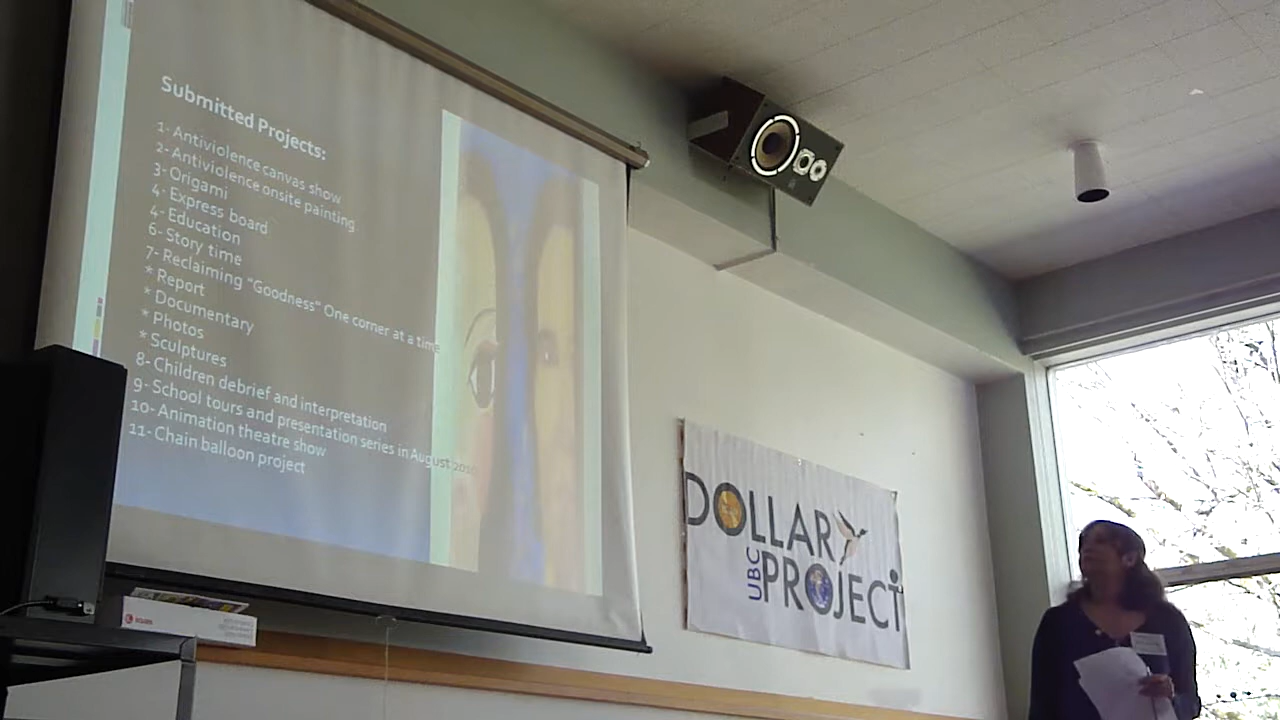 Submitted Projects:
1- Antiviolence canvas show
2- Antiviolence onsite painting
3- Origami
4- Express board
4- Education
6- Story time
7- Reclaiming "Goodness" One corner at a time
* Report
* Documentary
* Photos
* Sculptures
8- Children debrief and interpretation
9- School tours and presentation series in August 2010
10- Animation theatre show
11- Chain balloon project
DOLLAR
UBC
PROJECT